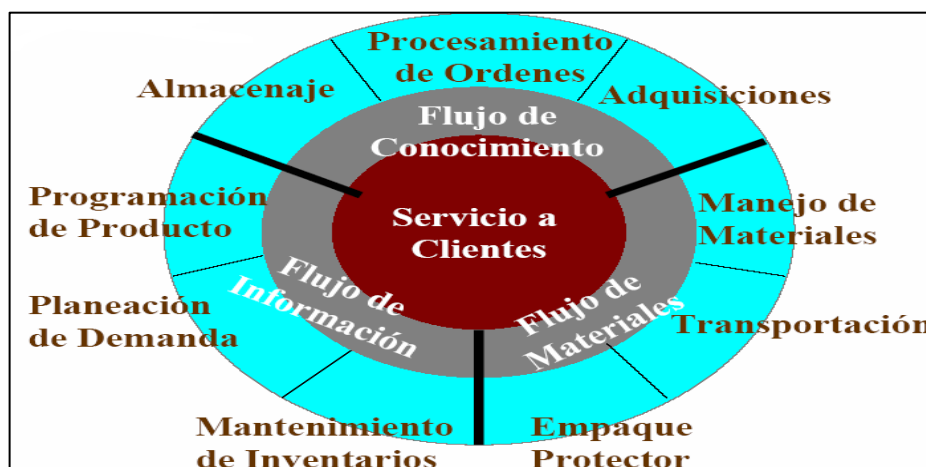 Procesamiento
de Ordenes
Almacenaje
Adquisiciones
Flujo de
Conocimiento
Programación
de Producto
Servicio a
Clientes
Manejo de
Materiales
Flujo de
Información
Flujo de
Materiales
Planeación
de Demanda
Transportación
Mantenimiento
de Inventarios
Empaque
Protector